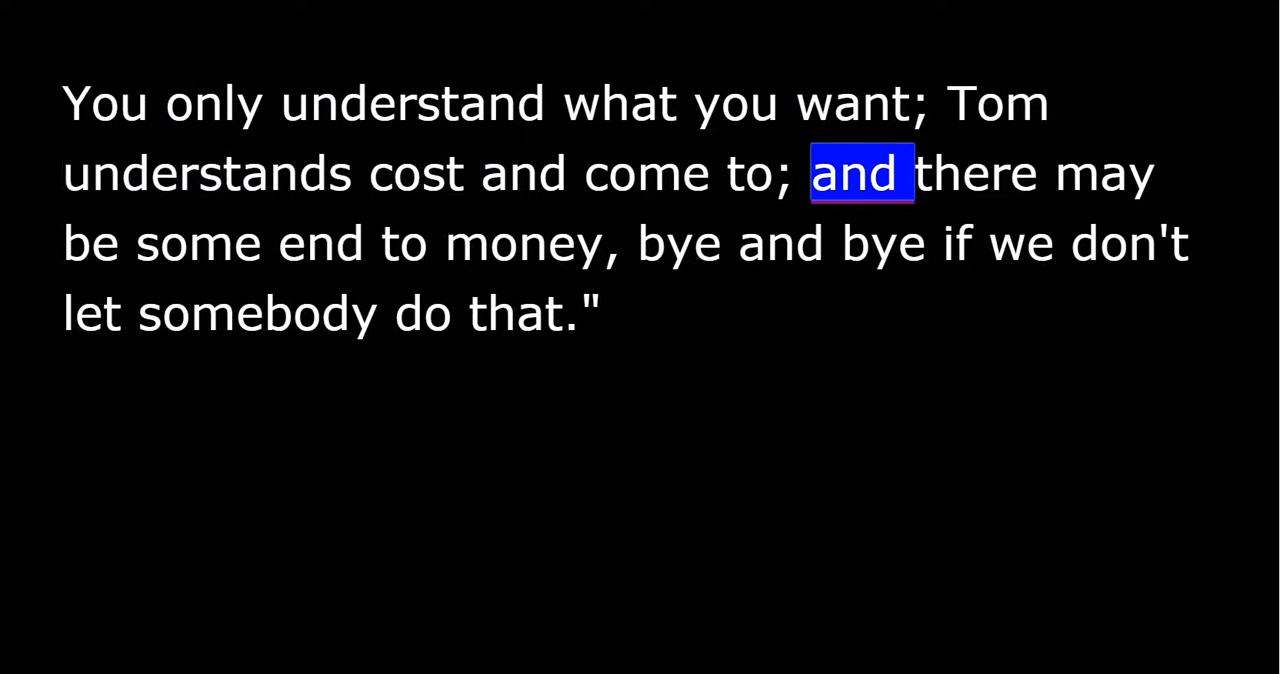 You only understand what you want; Tom
understands cost and come to; and there may
be some end to money, bye and bye if we don't
let somebody do that."